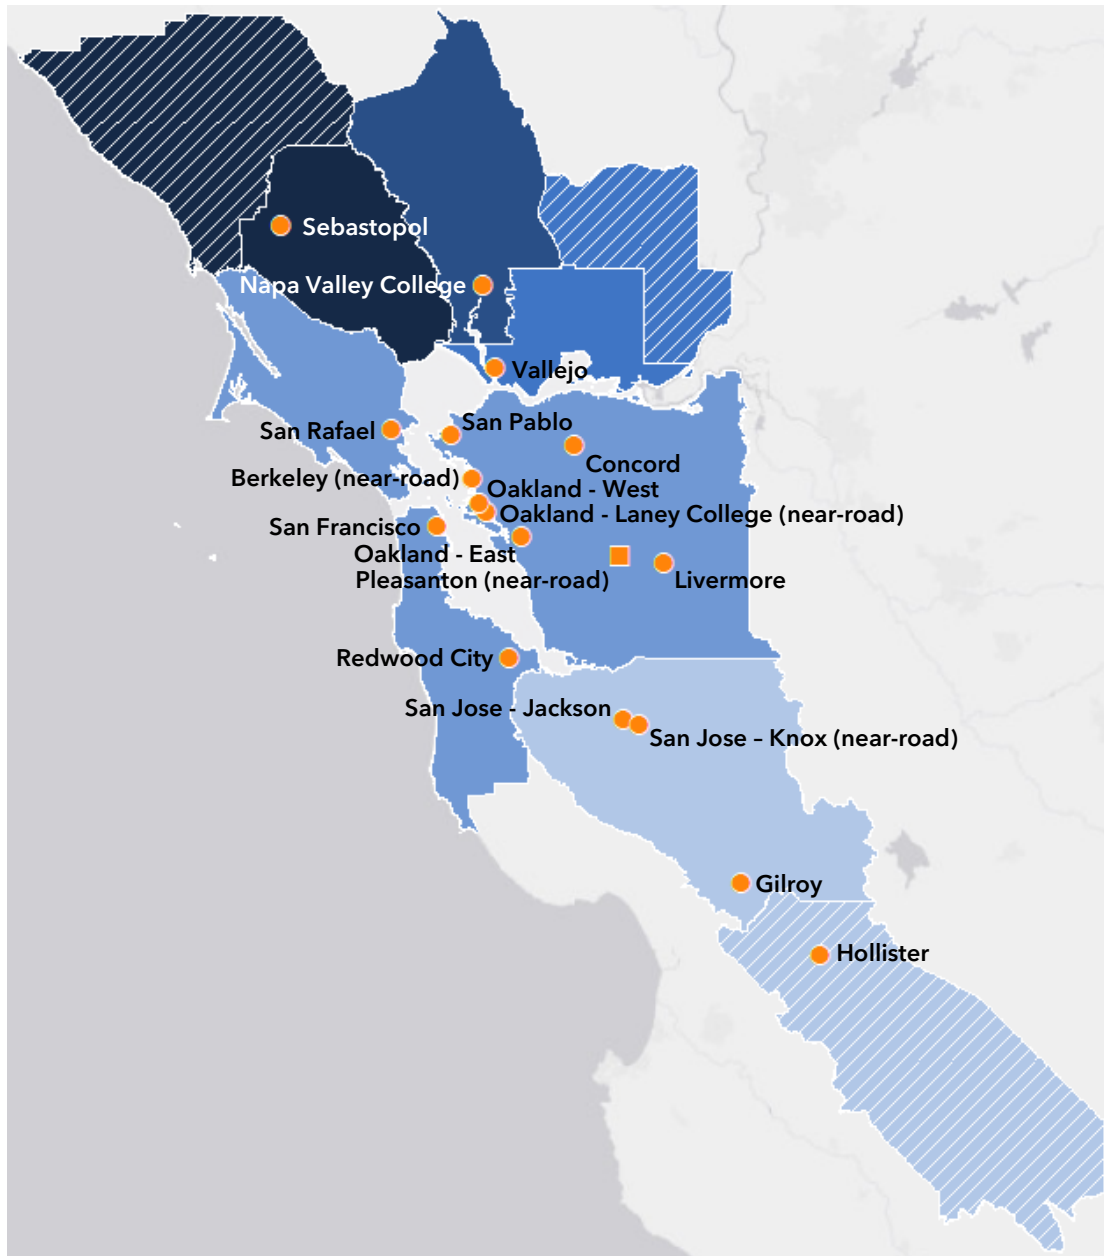 Sebastopol
Napa Valley College
Vallejo
San Pablo
San Rafael
Concord
Berkeley (near-road)
Oakland - West
Oakland - Laney College (near-road)
San Francisco
Oakland - East
Pleasanton (near-road)
Livermore
Redwood City
San Jose - Jackson
San Jose – Knox (near-road)
Gilroy
Hollister